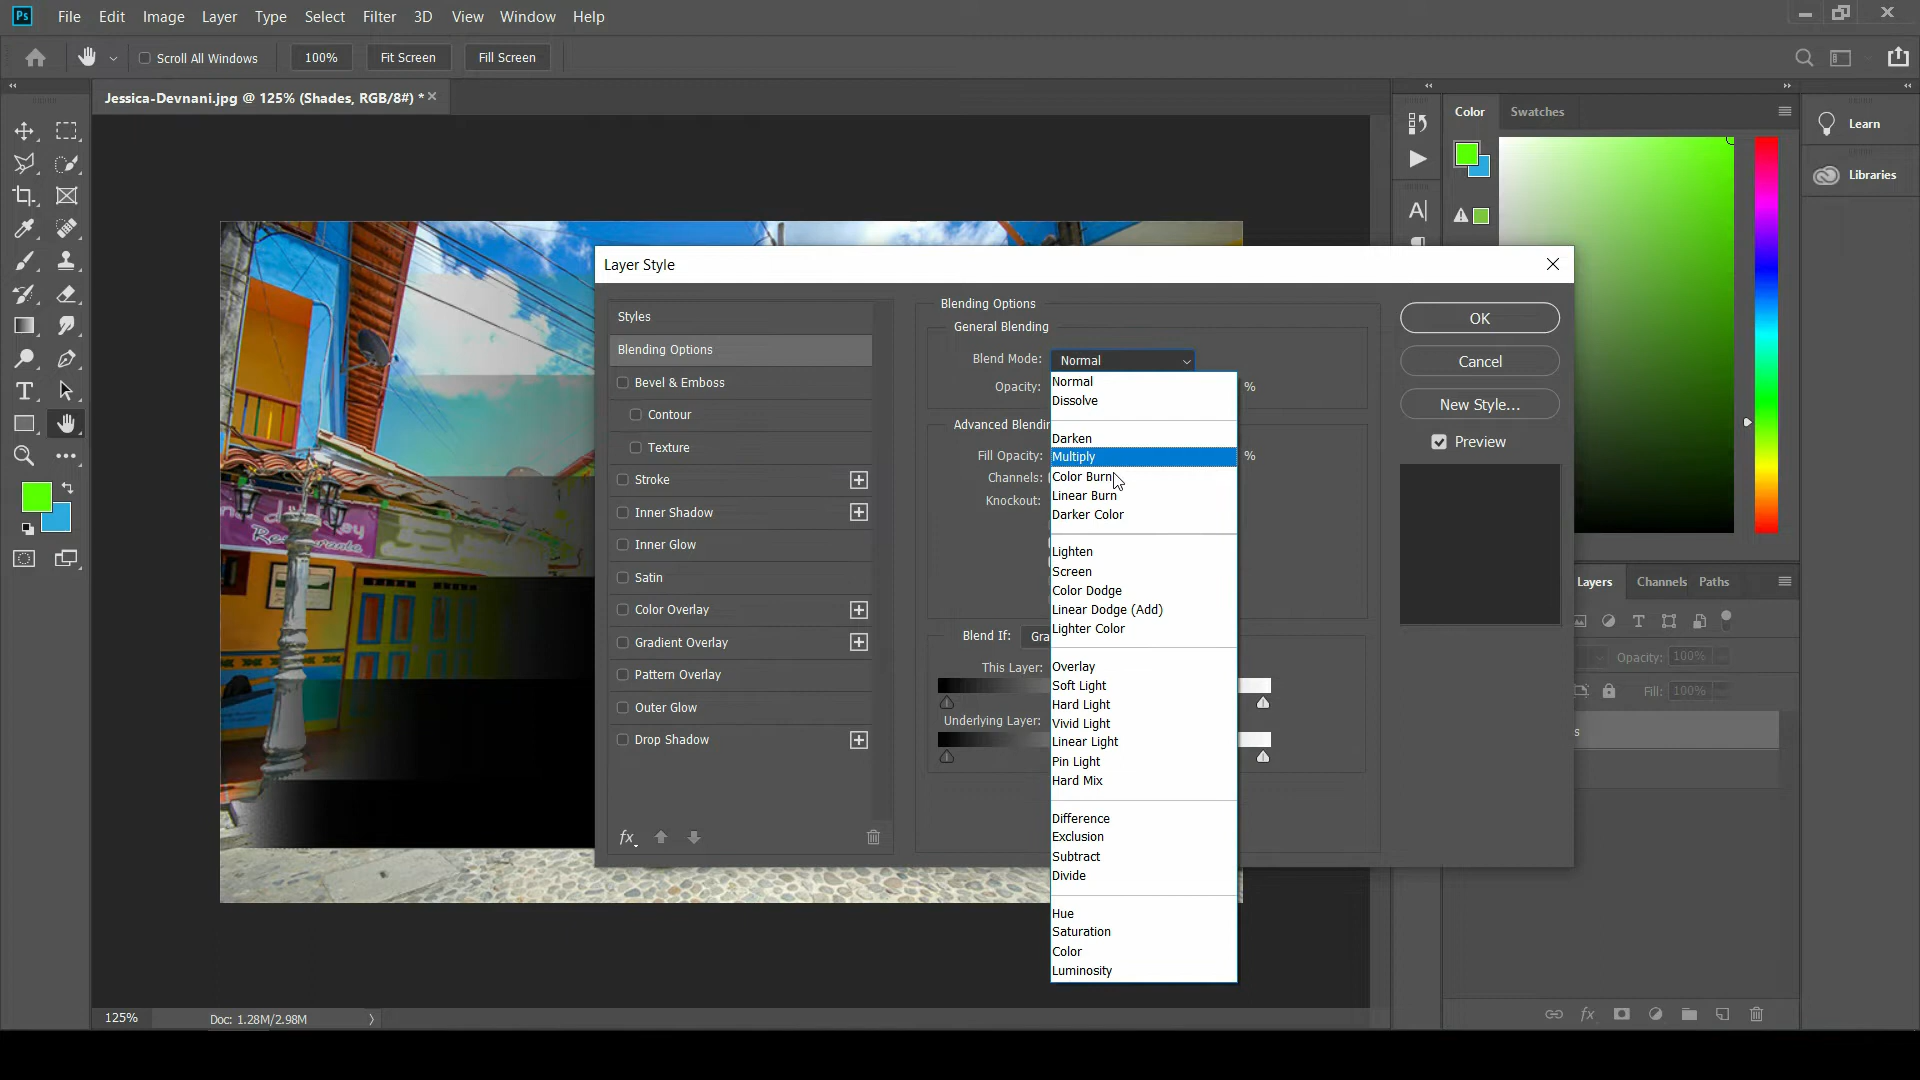 Ps File Edit Image Layer Type Select Filter 3D View Window Help
Scroll All Windows 100% Fit Screen Fill Screen
Jessica-Devnani.jpg @ 125% (Shades, RGB/8#) * ×
Color Swatches
Learn
Libraries
Layer Style
Styles
Blending Options
Bevel & Emboss
Contour
Texture
Stroke
Inner Shadow
Inner Glow
Satin
Color Overlay
Gradient Overlay
Pattern Overlay
Outer Glow
Drop Shadow
fx
Blending Options
General Blending
Blend Mode: Normal
Opacity: %
Advanced Blendin
Fill Opacity: %
Channels:
Knockout:
Blend If: Gra
This Layer:
Underlying Layer:
Normal
Dissolve
Darken
Multiply
Color Burn
Linear Burn
Darker Color
Lighten
Screen
Color Dodge
Linear Dodge (Add)
Lighter Color
Overlay
Soft Light
Hard Light
Vivid Light
Linear Light
Pin Light
Hard Mix
Difference
Exclusion
Subtract
Divide
Hue
Saturation
Color
Luminosity
OK
Cancel
New Style...
Preview
Layers Channels Paths
Opacity: 100%
Fill: 100%
s
fx
Restaurante
125% Doc: 1.28M/2.98M